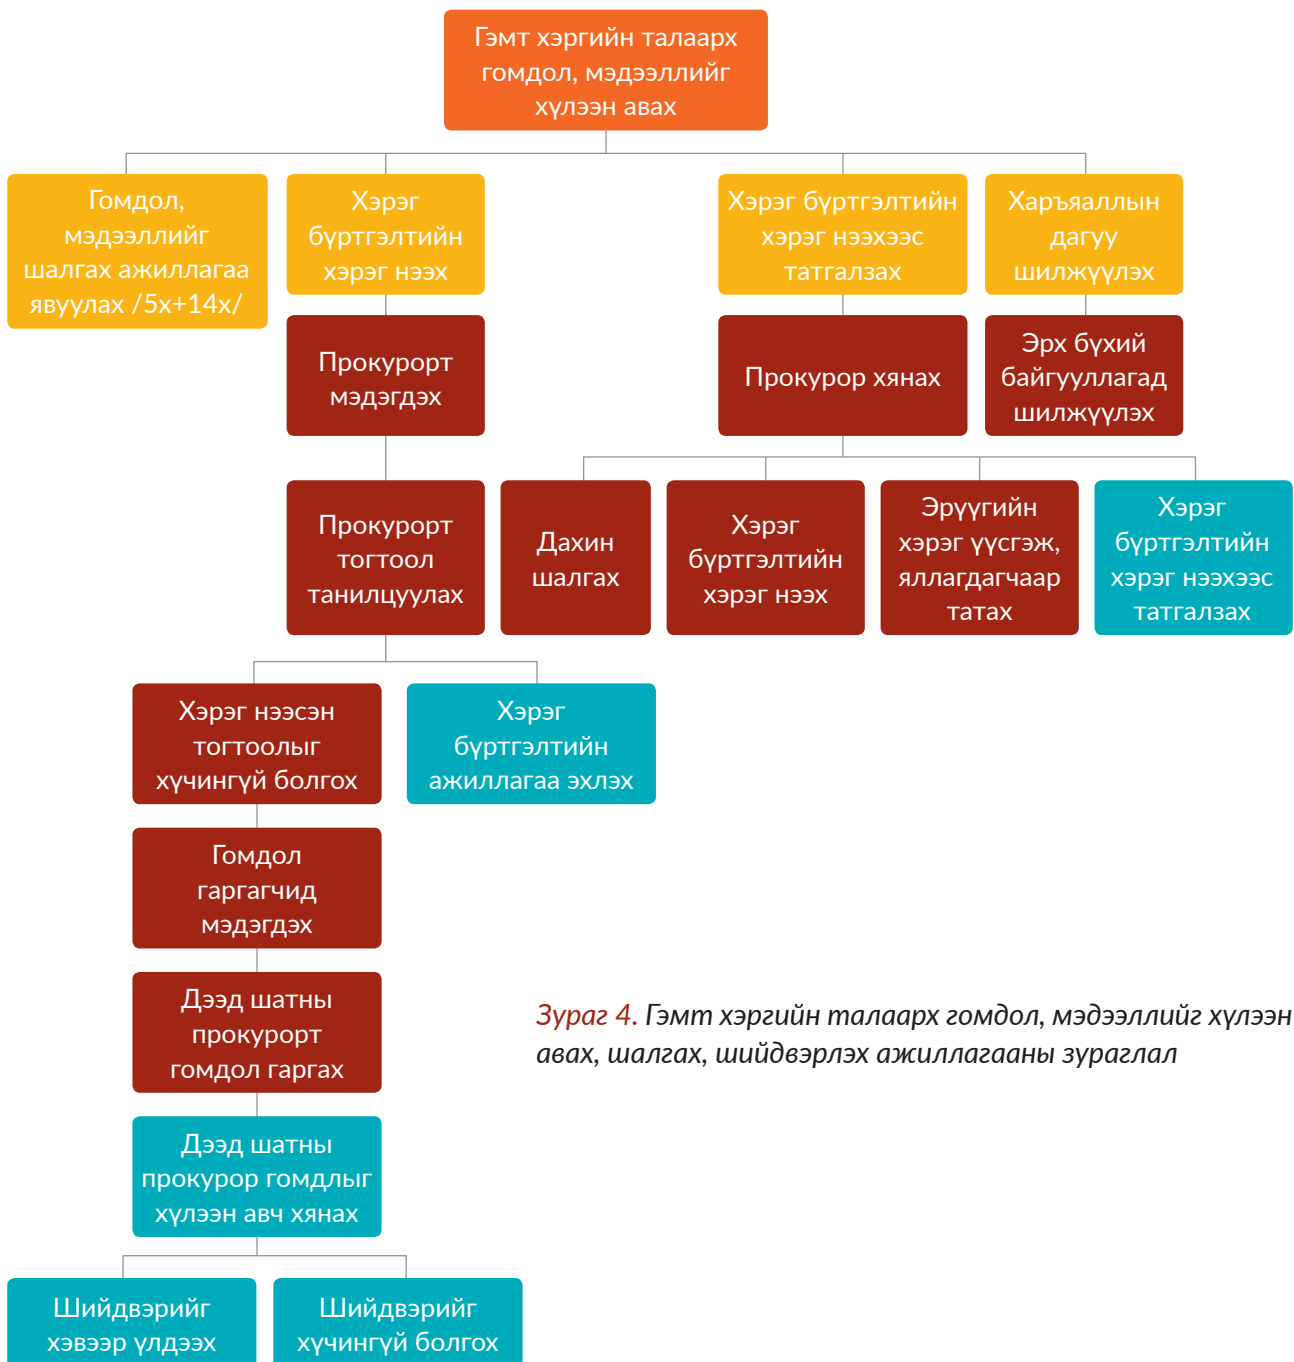 Гэмт хэргийн талаарх
гомдол, мэдээллийг
хүлээн авах
Гомдол,
мэдээллийг
шалгах ажиллагаа
явуулах /5х+14х/
Хэрэг
бүртгэлтийн
хэрэг нээх
Хэрэг бүртгэлтийн
хэрэг нээхээс
татгалзах
Харъяаллын
дагуу
шилжүүлэх
Прокурорт
мэдэгдэх
Прокурор хянах
Эрх бүхий
байгууллагад
шилжүүлэх
Прокурорт
тогтоол
танилцуулах
Дахин
шалгах
Хэрэг
бүртгэлтийн
хэрэг нээх
Эрүүгийн
хэрэг үүсгэж,
яллагдагчаар
татах
Хэрэг
бүртгэлтийн
хэрэг нээхээс
татгалзах
Хэрэг нээсэн
тогтоолыг
хүчингүй болгох
Хэрэг
бүртгэлтийн
ажиллагаа эхлэх
Гомдол
гаргагчид
мэдэгдэх
Дээд шатны
прокурорт
гомдол гаргах
Зураг 4. Гэмт хэргийн талаарх гомдол, мэдээллийг хүлээн
авах, шалгах, шийдвэрлэх ажиллагааны зураглал
Дээд шатны
прокурор гомдлыг
хүлээн авч хянах
Шийдвэрийг
хэвээр үлдээх
Шийдвэрийг
хүчингүй болгох